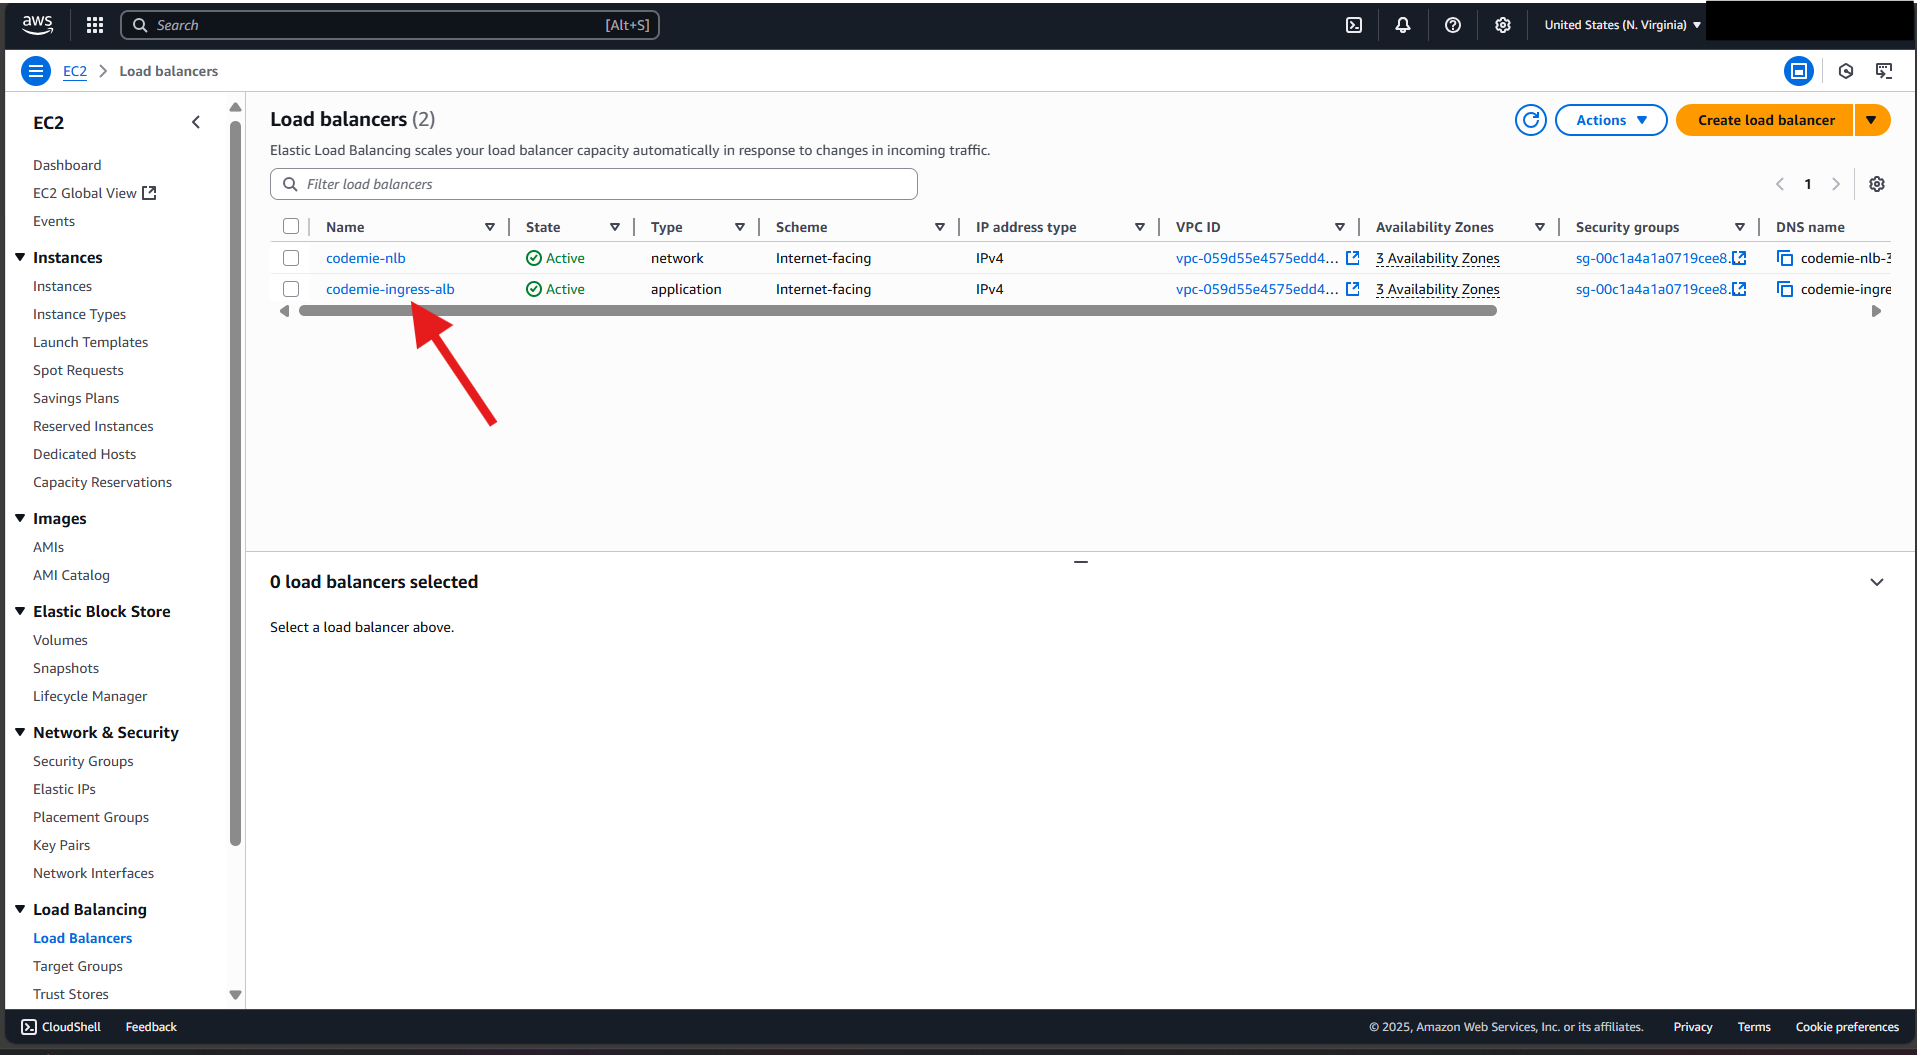 aws Search [Alt+S] United States (N. Virginia)
EC2 Load balancers
EC2
Dashboard
EC2 Global View
Events
Instances
Instances
Instance Types
Launch Templates
Spot Requests
Savings Plans
Reserved Instances
Dedicated Hosts
Capacity Reservations
Images
AMIs
AMI Catalog
Elastic Block Store
Volumes
Snapshots
Lifecycle Manager
Network & Security
Security Groups
Elastic IPs
Placement Groups
Key Pairs
Network Interfaces
Load Balancing
Load Balancers
Target Groups
Trust Stores
Load balancers (2)
Actions Create load balancer
Elastic Load Balancing scales your load balancer capacity automatically in response to changes in incoming traffic.
Filter load balancers
1
Name State Type Scheme IP address type VPC ID Availability Zones Security groups DNS name
codemie-nlb Active network Internet-facing IPv4 vpc-059d55e4575edd4... 3 Availability Zones sg-00c1a4a1a0719cee8. codemie-nlb-3
codemie-ingress-alb Active application Internet-facing IPv4 vpc-059d55e4575edd4... 3 Availability Zones sg-00c1a4a1a0719cee8. codemie-ingre
0 load balancers selected
Select a load balancer above.
CloudShell Feedback © 2025, Amazon Web Services, Inc. or its affiliates. Privacy Terms Cookie preferences